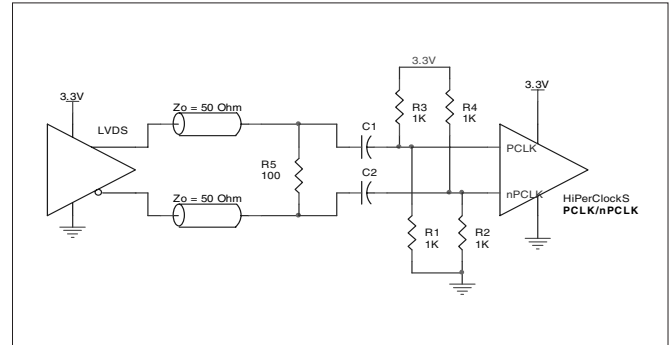 3.3V
3.3V
3.3V
Zo = 50 Ohm
LVDS
C1
R3
1K
R4
1K
PCLK
R5
100
C2
nPCLK
HiPerClockS
PCLK/nPCLK
Zo = 50 Ohm
R1
1K
R2
1K